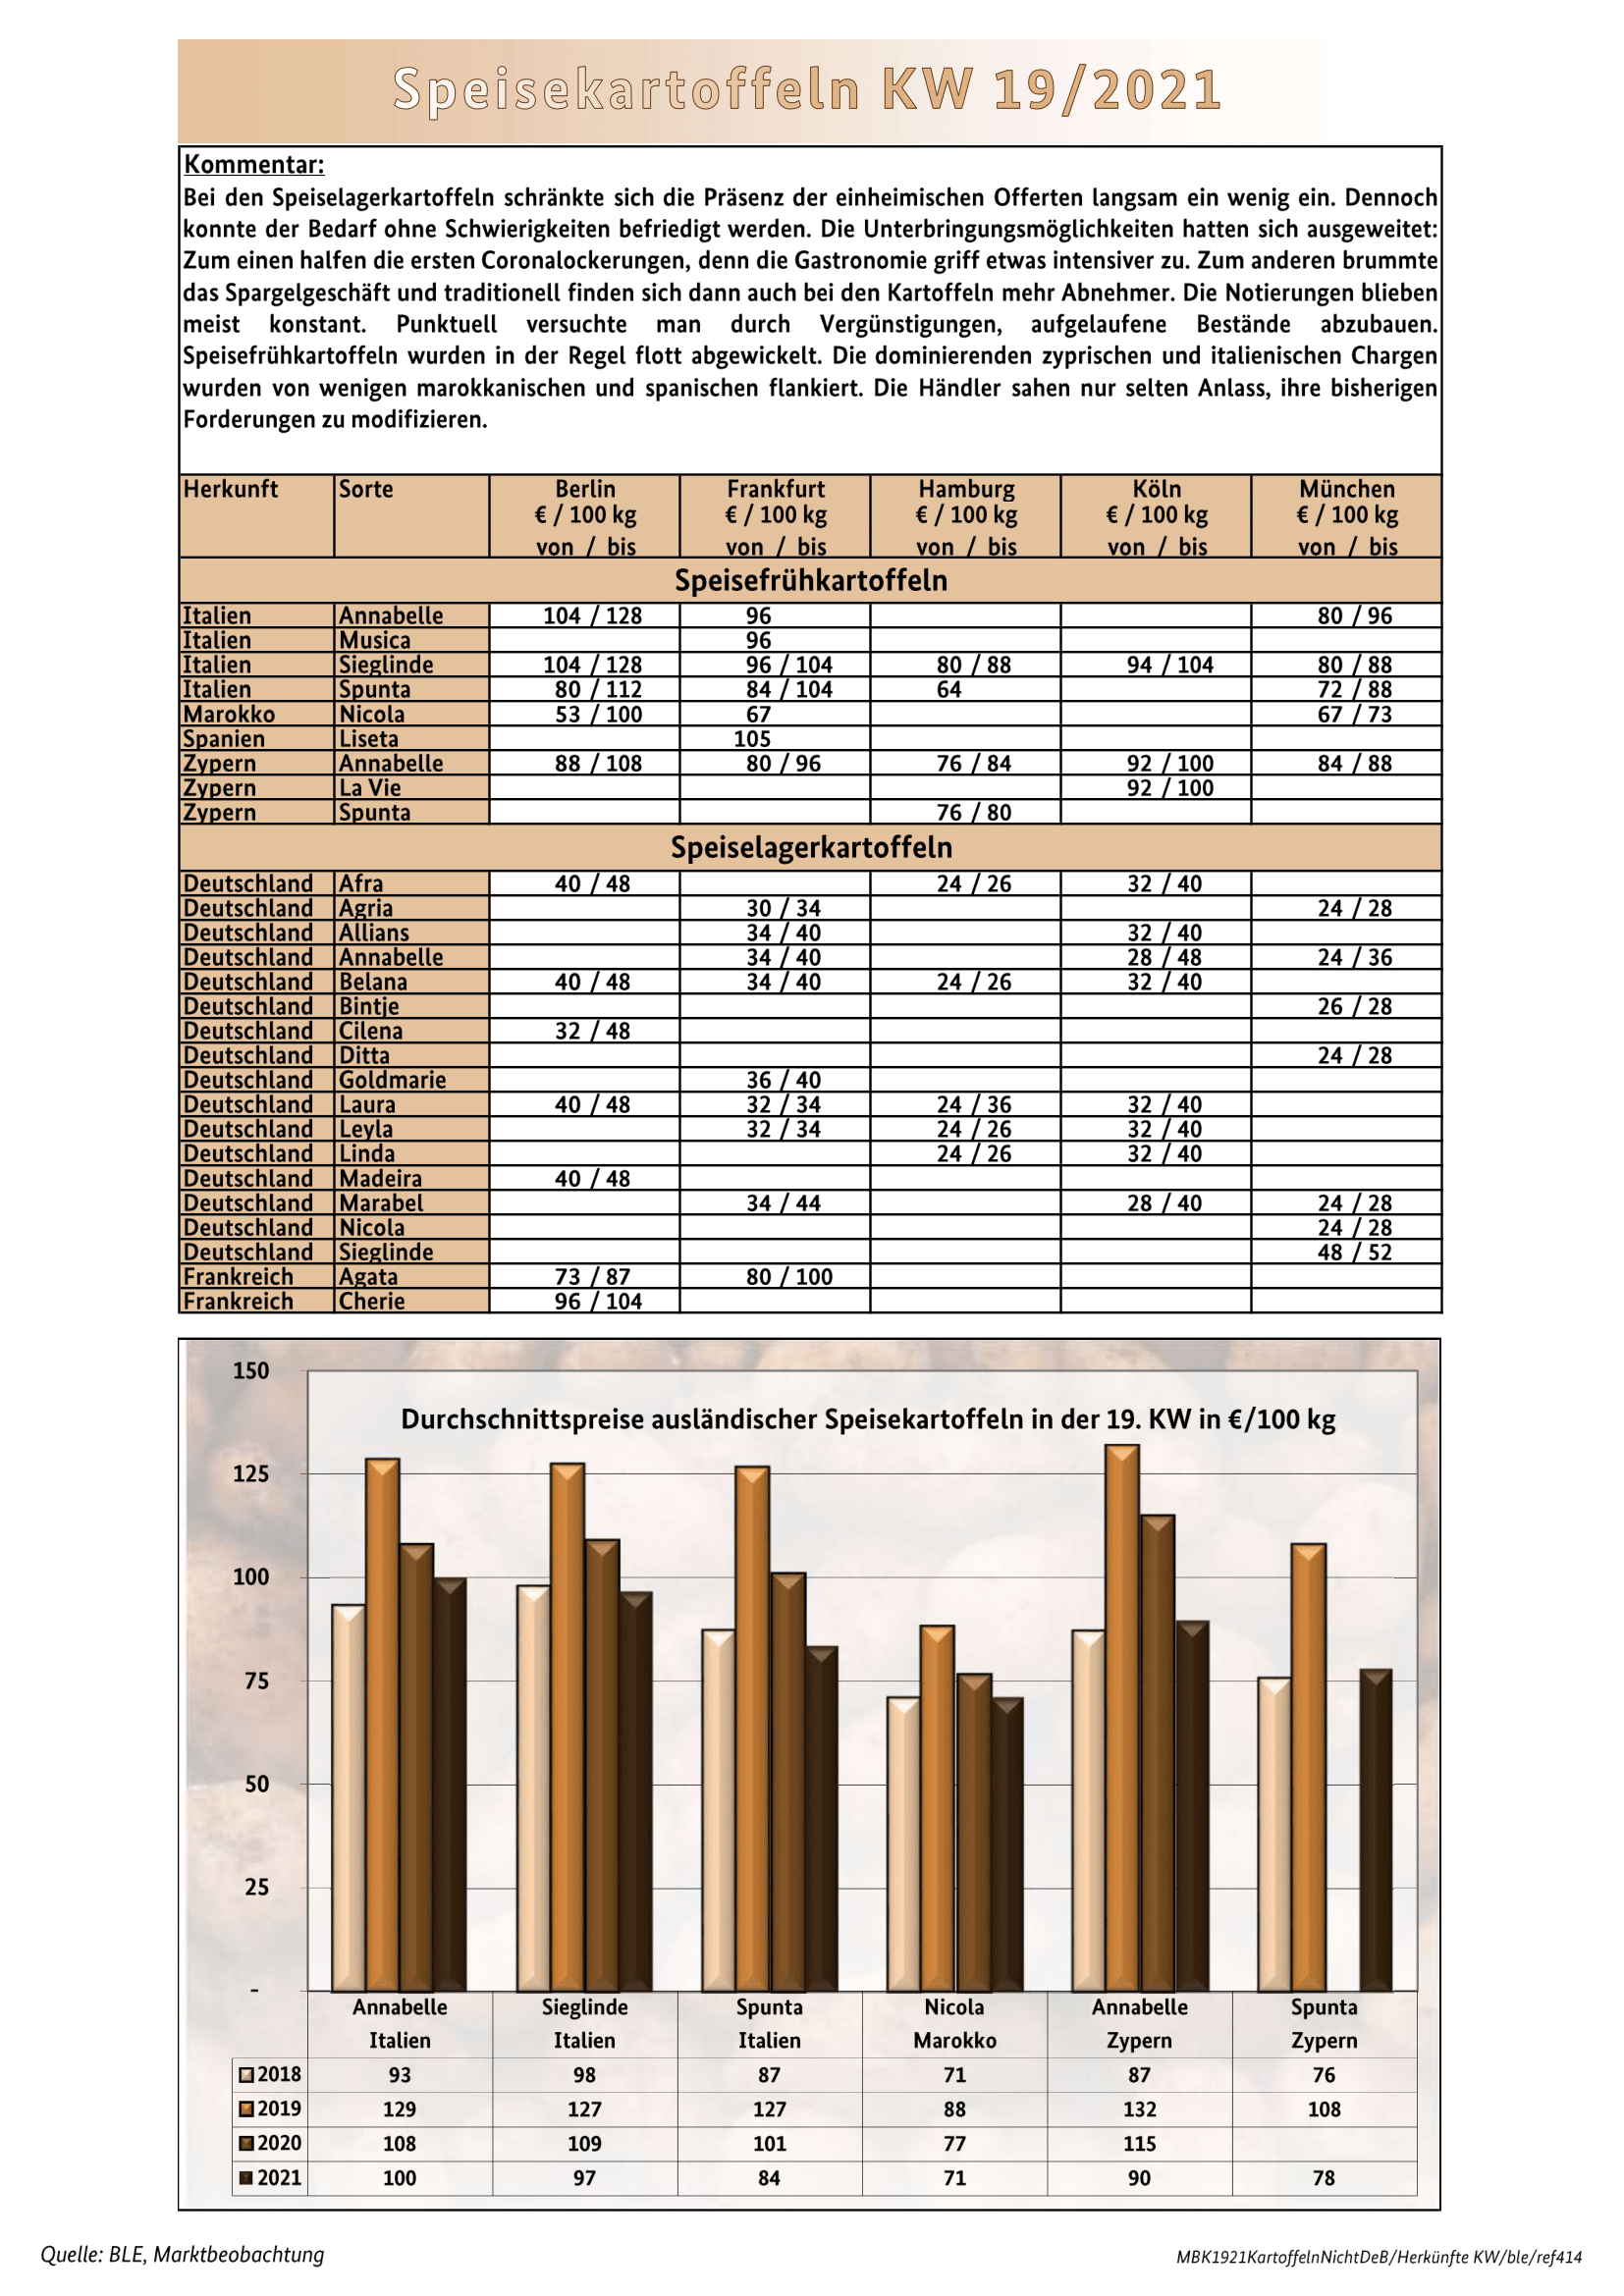 Speisekartoffeln KW 19/2021
Kommentar:
Bei den Speiselagerkartoffeln schränkte sich die Präsenz der einheimischen Offerten langsam ein wenig ein. Dennoch
konnte der Bedarf ohne Schwierigkeiten befriedigt werden. Die Unterbringungsmöglichkeiten hatten sich ausgeweitet:
Zum einen halfen die ersten Coronalockerungen, denn die Gastronomie griff etwas intensiver zu. Zum anderen brummte
das Spargelgeschäft und traditionell finden sich dann auch bei den Kartoffeln mehr Abnehmer. Die Notierungen blieben
meist konstant. Punktuell versuchte man durch Vergünstigungen, aufgelaufene Bestände abzubauen.
Speisefrühkartoffeln wurden in der Regel flott abgewickelt. Die dominierenden zyprischen und italienischen Chargen
wurden von wenigen marokkanischen und spanischen flankiert. Die Händler sahen nur selten Anlass, ihre bisherigen
Forderungen zu modifizieren.
Herkunft Sorte Berlin Frankfurt Hamburg Köln München
€ / 100 kg € / 100 kg € / 100 kg € / 100 kg € / 100 kg
von / bis von / bis von / bis von / bis von / bis
Speisefrühkartoffeln
Italien Annabelle 104 / 128 96 80 / 96
Italien Musica 96
Italien Sieglinde 104 / 128 96 / 104 80 / 88 94 / 104 80 / 88
Italien Spunta 80 / 112 84 / 104 64 72 / 88
Marokko Nicola 53 / 100 67 67 / 73
Spanien Liseta 105
Zypern Annabelle 88 / 108 80 / 96 76 / 84 92 / 100 84 / 88
Zypern La Vie 92 / 100
Zypern Spunta 76 / 80
Speiselagerkartoffeln
Deutschland Afra 40 / 48 24 / 26 32 / 40
Deutschland Agria 30 / 34 24 / 28
Deutschland Allians 34 / 40 32 / 40
Deutschland Annabelle 34 / 40 28 / 48 24 / 36
Deutschland Belana 40 / 48 34 / 40 24 / 26 32 / 40
Deutschland Bintje 26 / 28
Deutschland Cilena 32 / 48
Deutschland Ditta 24 / 28
Deutschland Goldmarie 36 / 40
Deutschland Laura 40 / 48 32 / 34 24 / 36 32 / 40
Deutschland Leyla 32 / 34 24 / 26 32 / 40
Deutschland Linda 24 / 26 32 / 40
Deutschland Madeira 40 / 48
Deutschland Marabel 34 / 44 28 / 40 24 / 28
Deutschland Nicola 24 / 28
Deutschland Sieglinde 48 / 52
Frankreich Agata 73 / 87 80 / 100
Frankreich Cherie 96 / 104
Durchschnittspreise ausländischer Speisekartoffeln in der 19. KW in €/100 kg
150
125
100
75
50
25
-
Annabelle Sieglinde Spunta Nicola Annabelle Spunta
Italien Italien Italien Marokko Zypern Zypern
2018 93 98 87 71 87 76
2019 129 127 127 88 132 108
2020 108 109 101 77 115
2021 100 97 84 71 90 78
Quelle: BLE, Marktbeobachtung
MBK1921KartoffelnNichtDeB/Herkünfte KW/ble/ref414